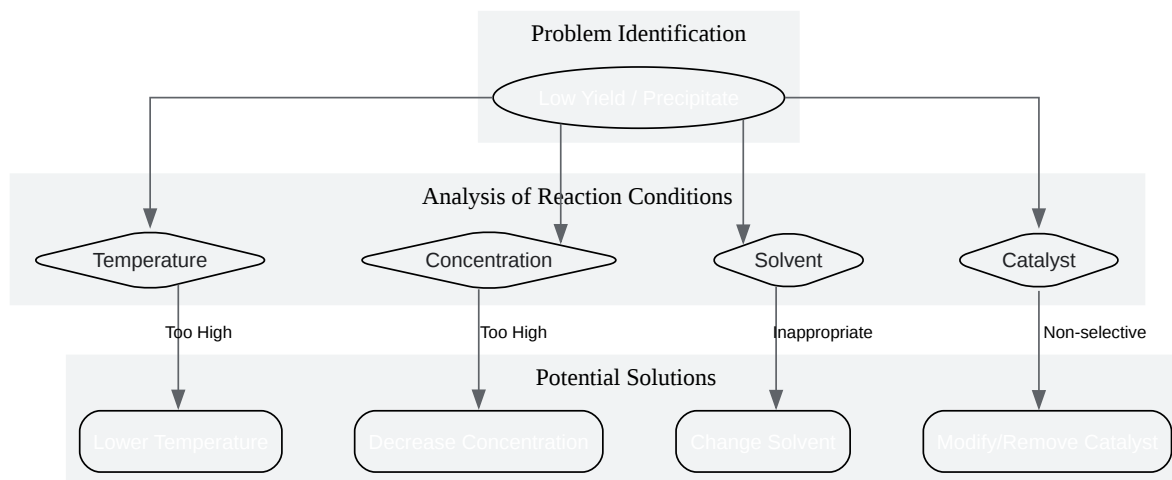 Problem Identification
Low Yield / Precipitate
Analysis of Reaction Conditions
Temperature
Concentration
Solvent
Catalyst
Too High
Too High
Inappropriate
Non-selective
Potential Solutions
Lower Temperature
Decrease Concentration
Change Solvent
Modify/Remove Catalyst